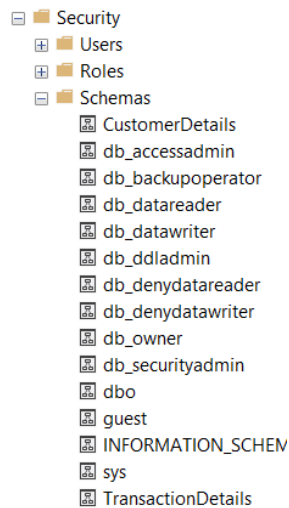 Security
Users
Roles
Schemas
CustomerDetails
db_accessadmin
db_backupoperator
db_datareader
db_datawriter
db_ddladmin
db_denydatareader
db_denydatawriter
db_owner
db_securityadmin
dbo
guest
INFORMATION_SCHEM
sys
TransactionDetails